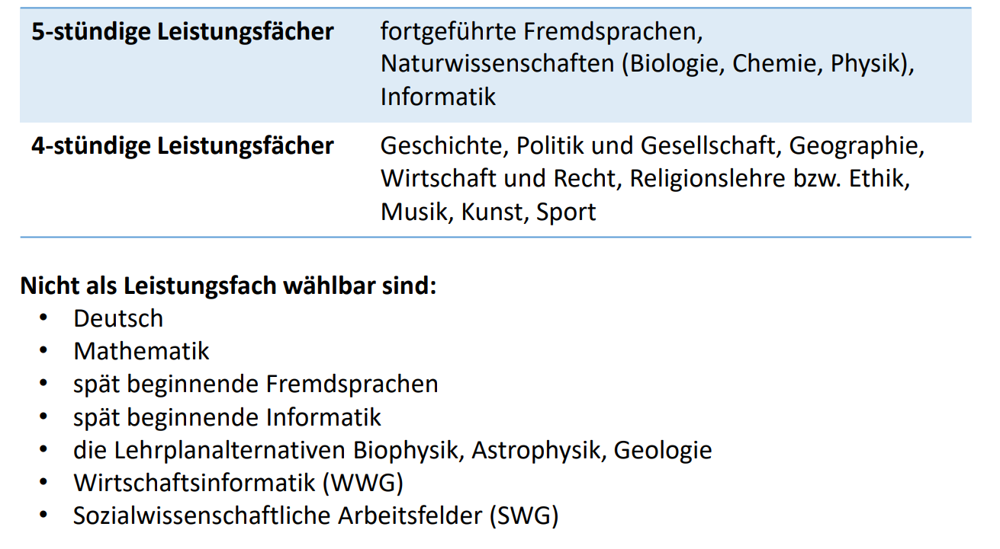 5-stündige Leistungsfächer fortgeführte Fremdsprachen,
Naturwissenschaften (Biologie, Chemie, Physik),
Informatik
4-stündige Leistungsfächer Geschichte, Politik und Gesellschaft, Geographie,
Wirtschaft und Recht, Religionslehre bzw. Ethik,
Musik, Kunst, Sport
Nicht als Leistungsfach wählbar sind:
• Deutsch
• Mathematik
• spät beginnende Fremdsprachen
• spät beginnende Informatik
• die Lehrplanalternativen Biophysik, Astrophysik, Geologie
• Wirtschaftsinformatik (WWG)
• Sozialwissenschaftliche Arbeitsfelder (SWG)